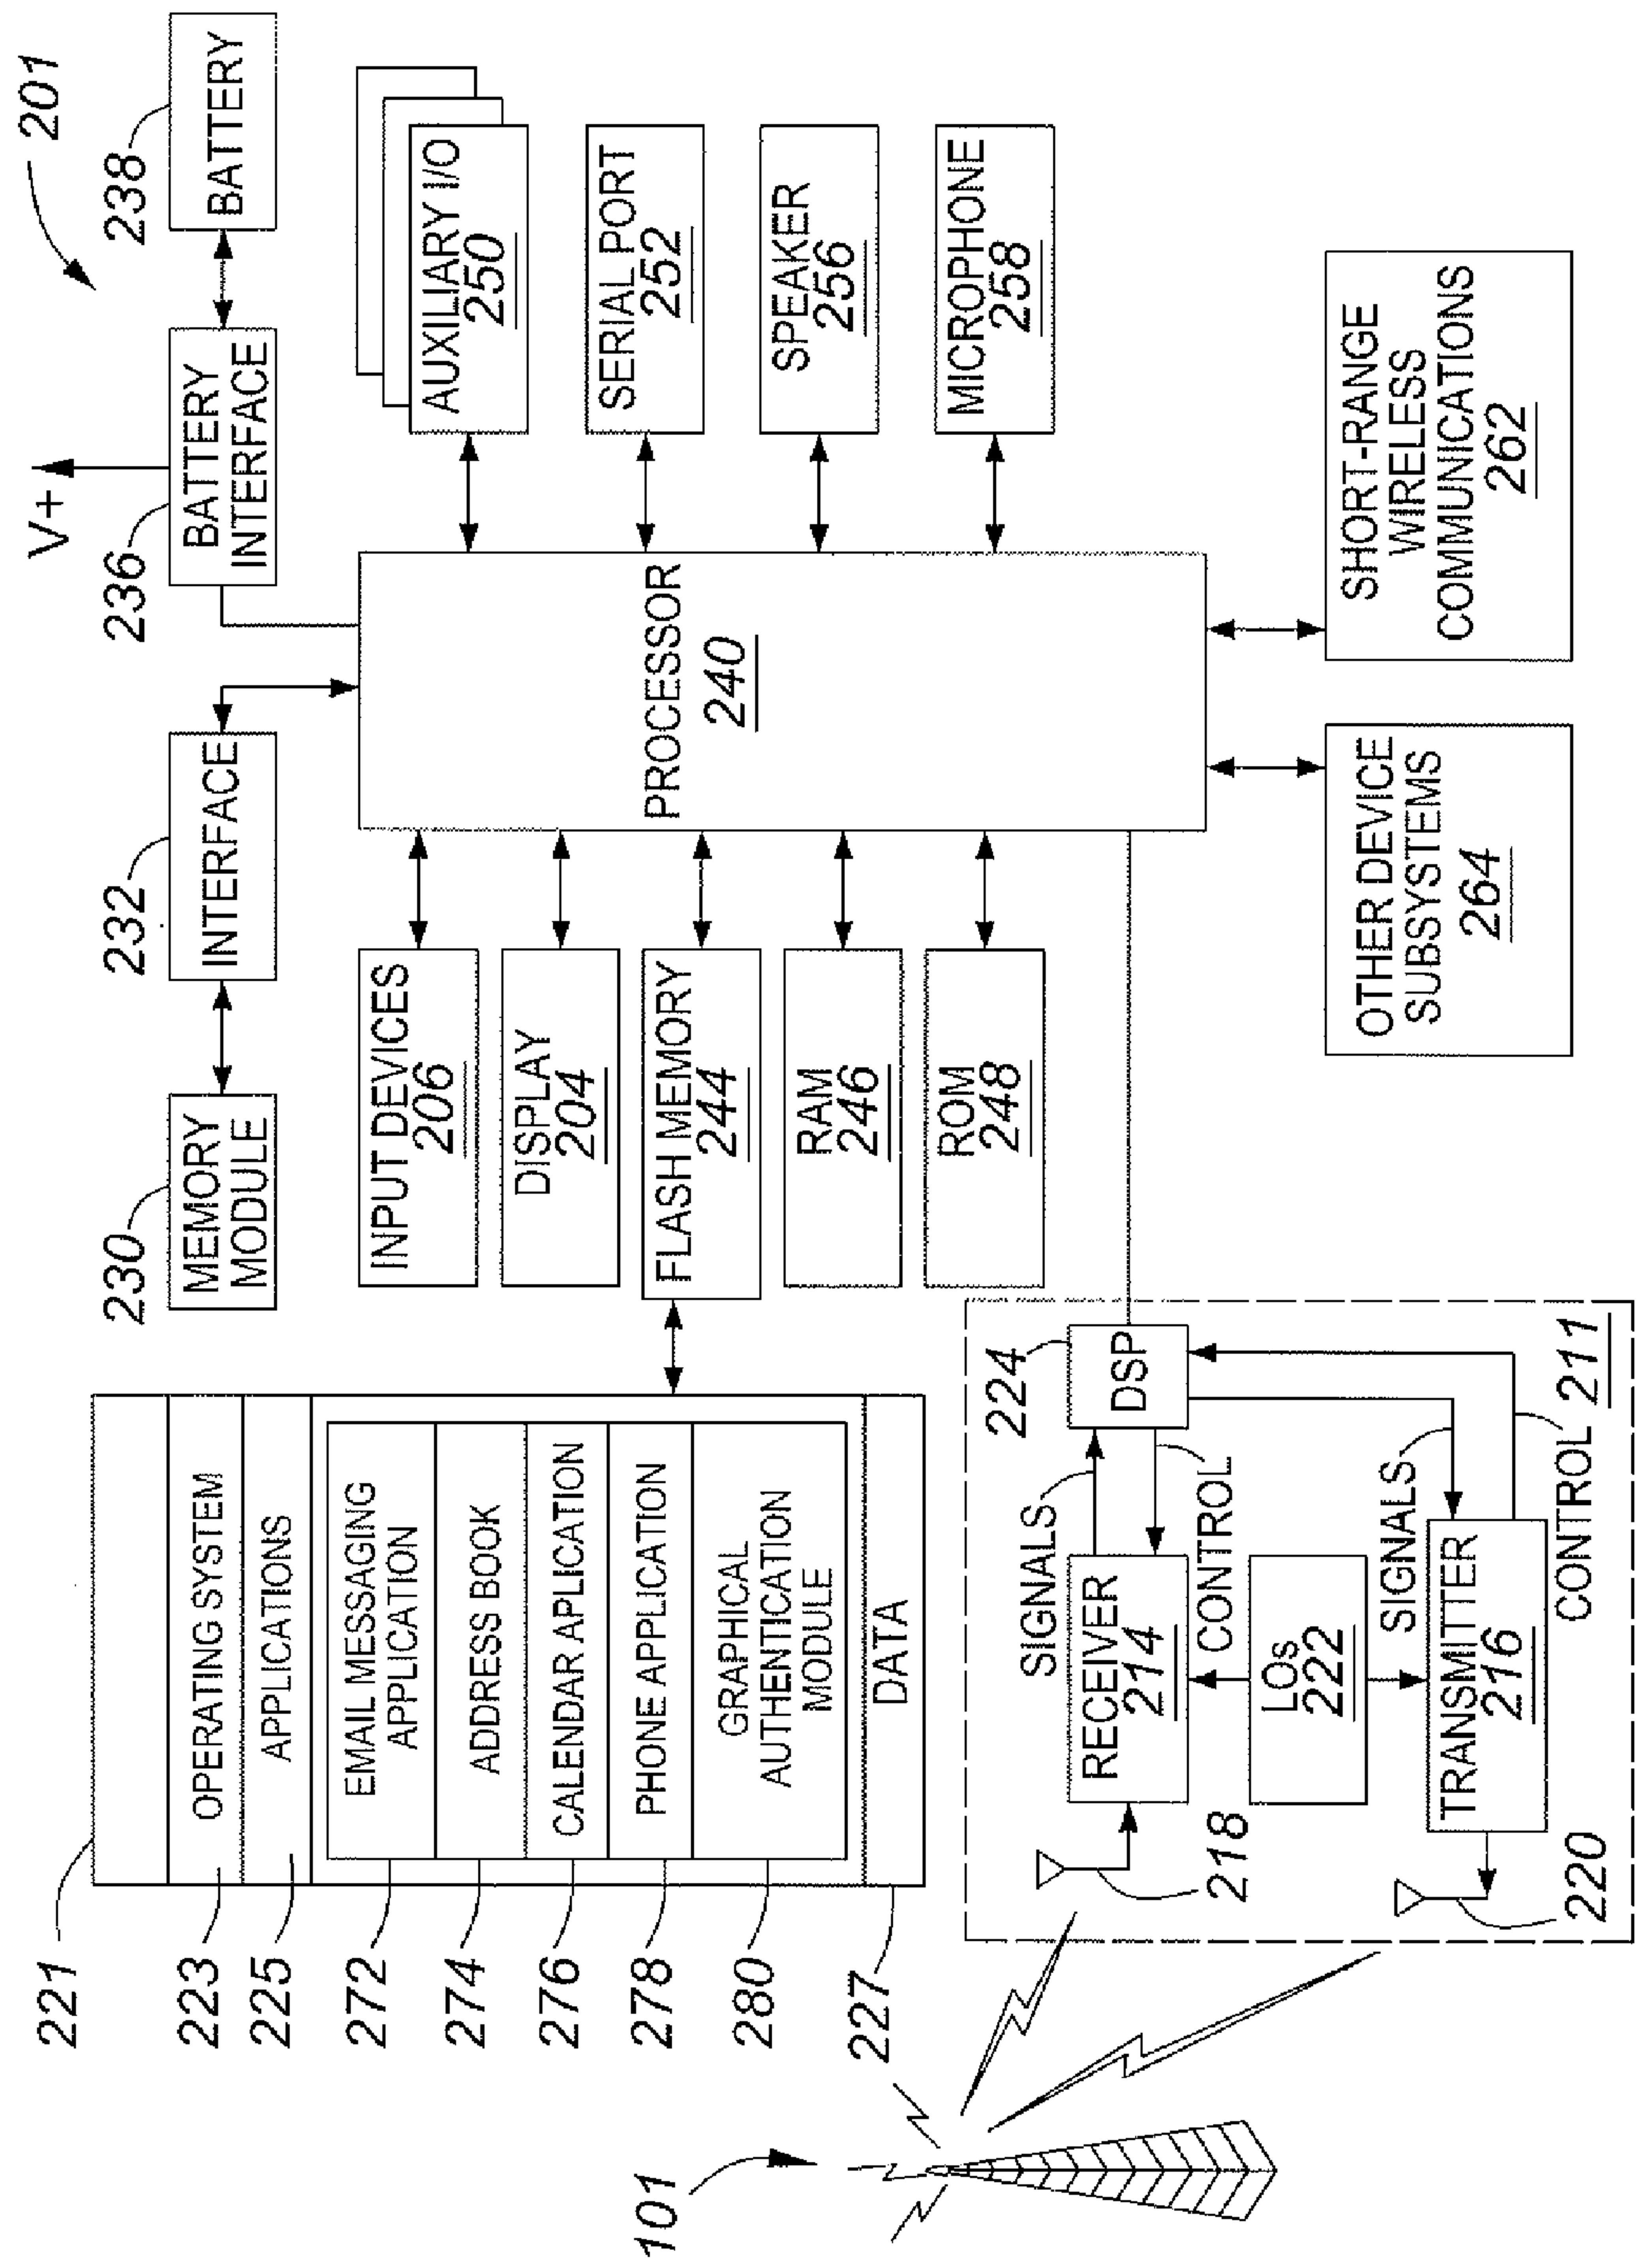 201
V+
230
MEMORY
MODULE
232
INTERFACE
236
BATTERY
INTERFACE
238
BATTERY
221
223
OPERATING SYSTEM
225
APPLICATIONS
272
EMAIL MESSAGING
APPLICATION
274
ADDRESS BOOK
276
CALENDAR APLICATION
278
PHONE APPLICATION
280
GRAPHICAL
AUTHENTICATION
MODULE
227
DATA
INPUT DEVICES
206
DISPLAY
204
FLASH MEMORY
244
RAM
246
ROM
248
PROCESSOR
240
AUXILIARY I/O
250
SERIAL PORT
252
SPEAKER
256
MICROPHONE
258
101
218
RECEIVER
214
SIGNALS
224
DSP
CONTROL
LOs
222
SIGNALS
TRANSMITTER
216
220
CONTROL
211
OTHER DEVICE
SUBSYSTEMS
264
SHORT-RANGE
WIRELESS
COMMUNICATIONS
262